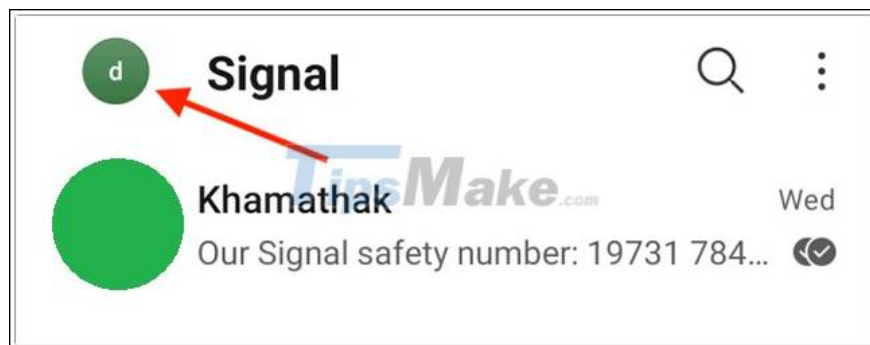 d Signal
TipsMake.com
Khamathak Wed
Our Signal safety number: 19731 784...